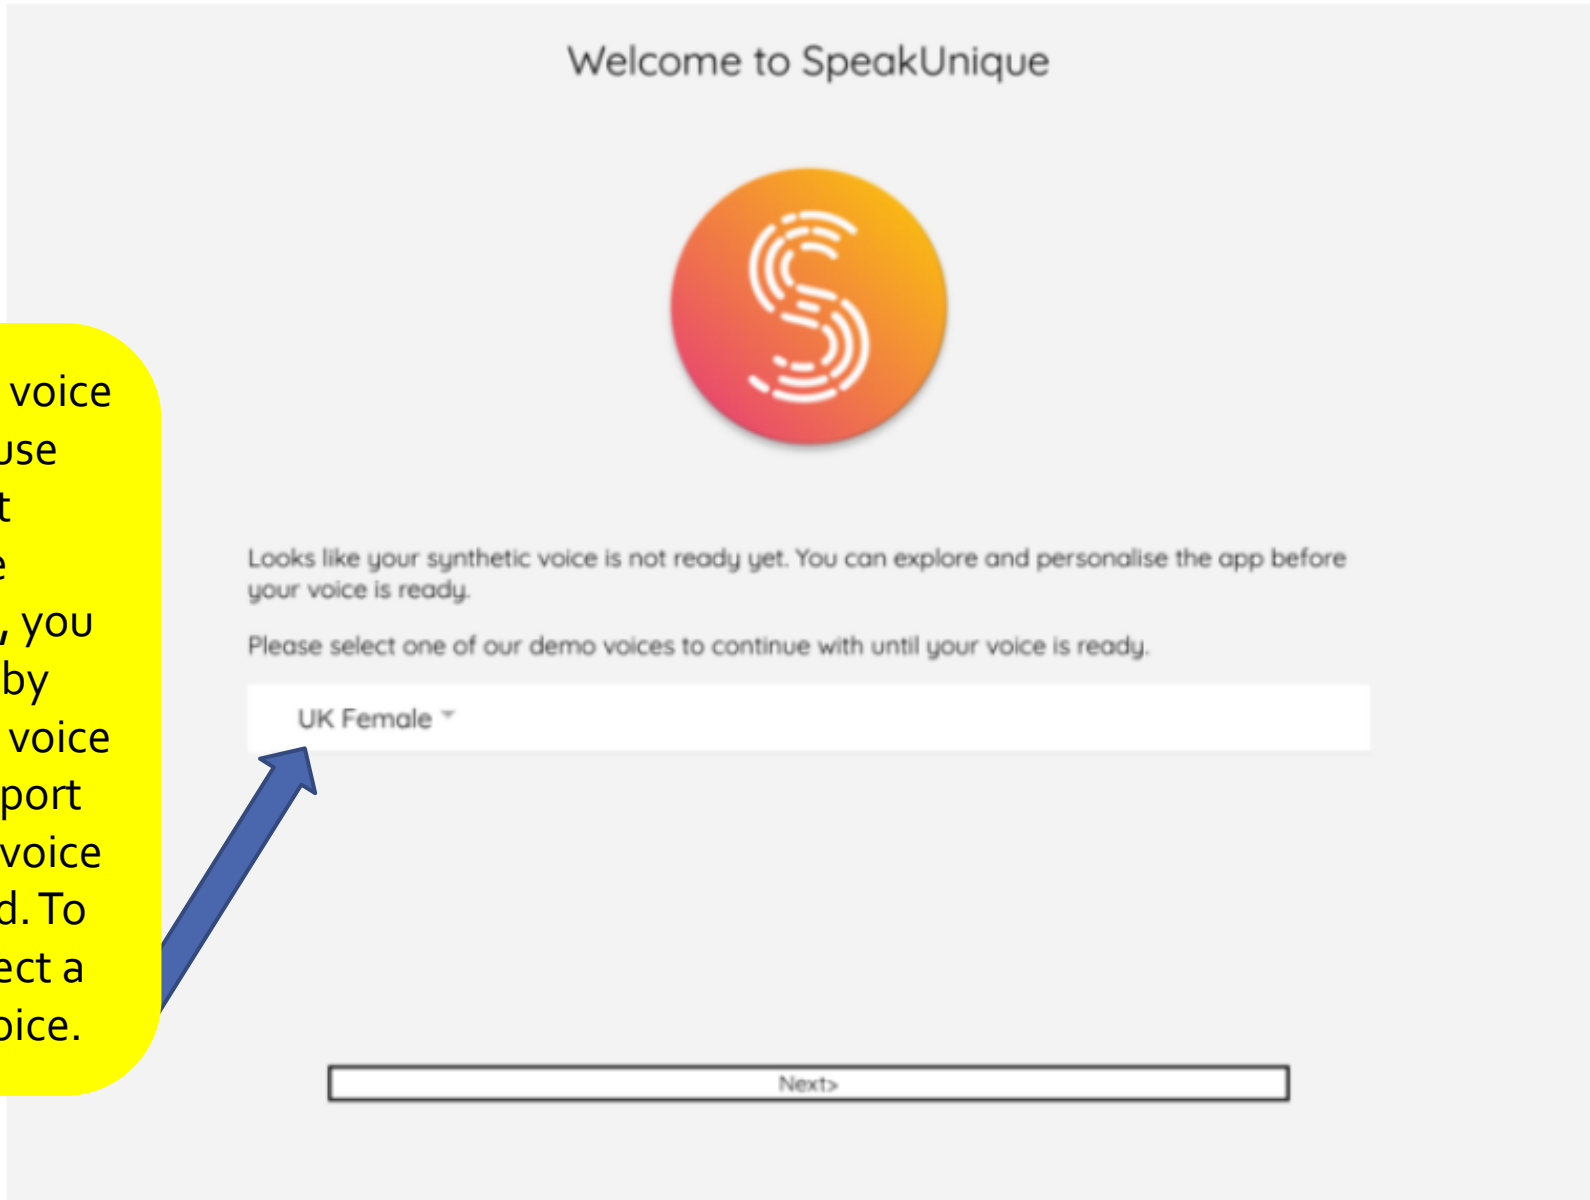 Welcome to SpeakUnique
voice
use
t
e
, you
by
voice
port
voice
d. To
ect a
oice.
Looks like your synthetic voice is not ready yet. You can explore and personalise the app before
your voice is ready.
Please select one of our demo voices to continue with until your voice is ready.
UK Female
Next>